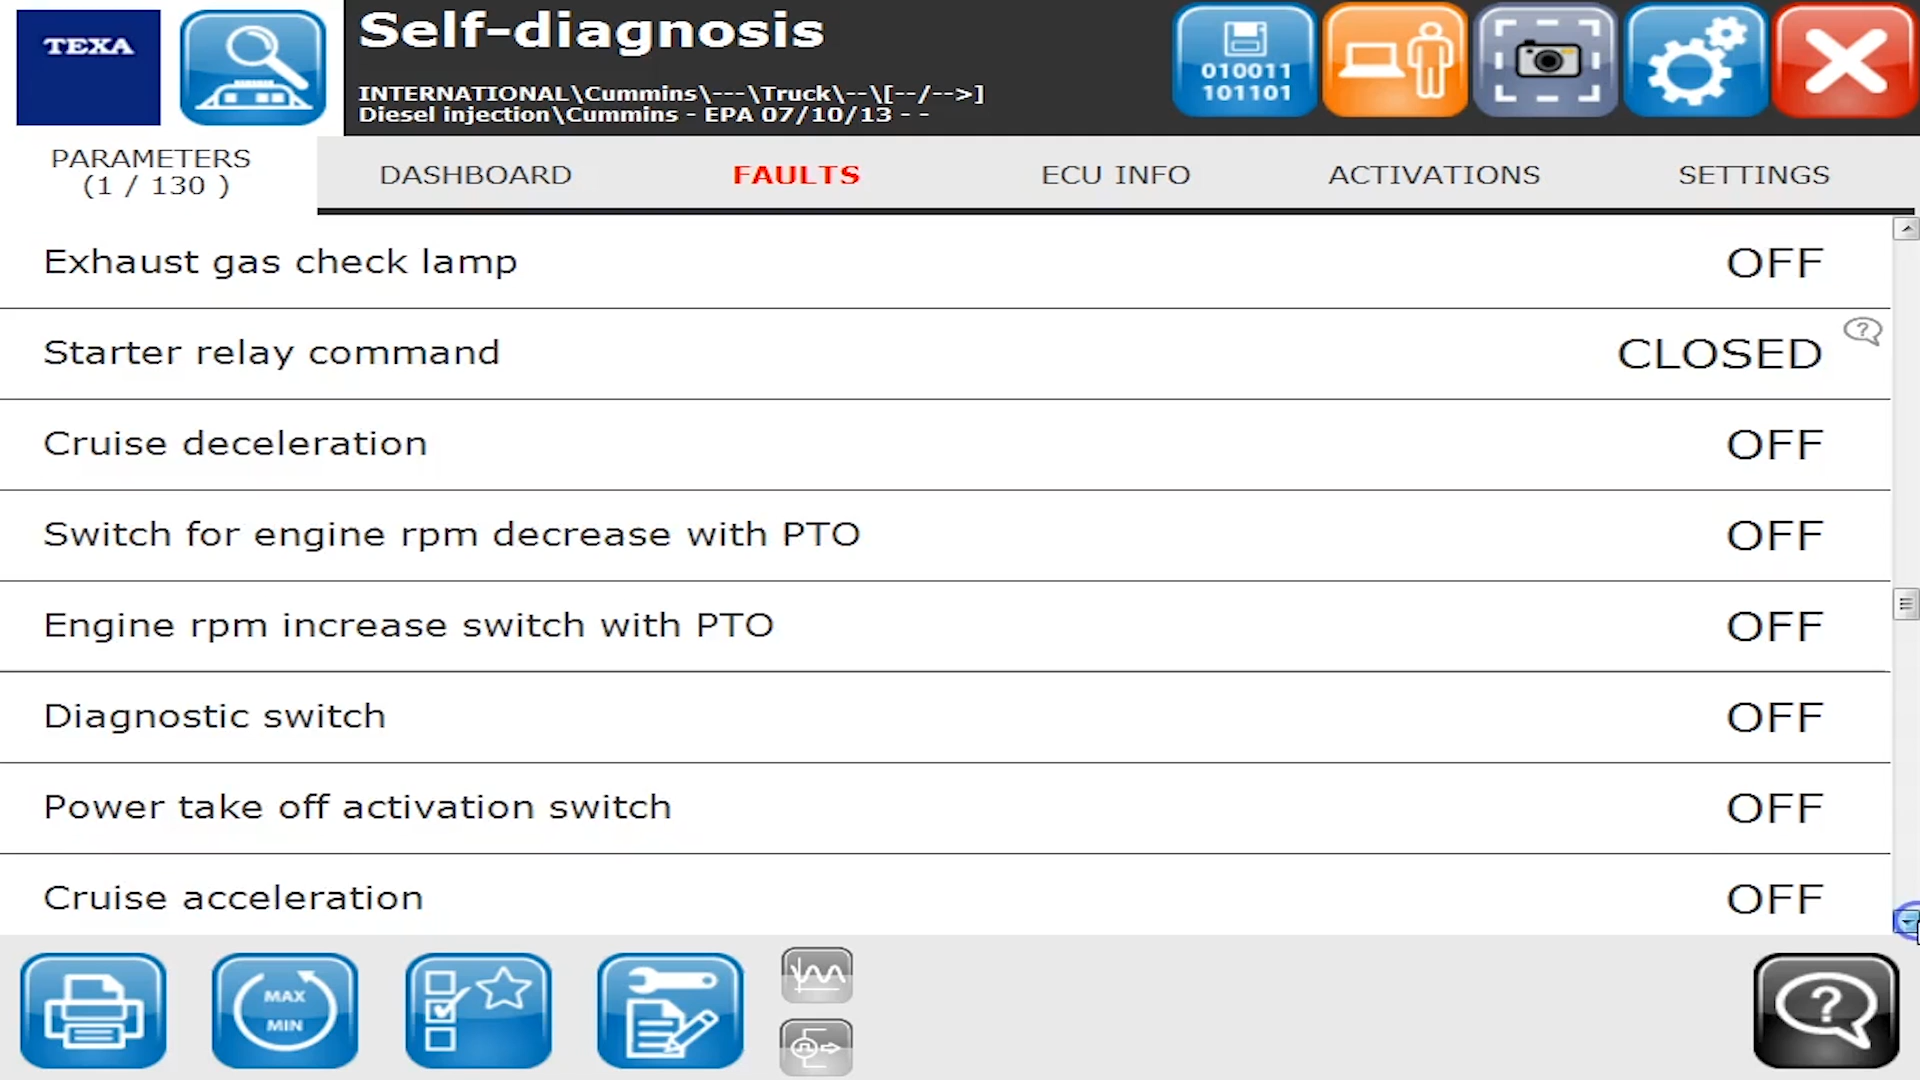 TEXA
Self-diagnosis
INTERNATIONAL\Cummins\---\Truck\--\[--/-->]
Diesel injection\Cummins - EPA 07/10/13 - -
010011
101101
PARAMETERS
(1 / 130 )
DASHBOARD
FAULTS
ECU INFO
ACTIVATIONS
SETTINGS
Exhaust gas check lamp OFF
Starter relay command CLOSED
Cruise deceleration OFF
Switch for engine rpm decrease with PTO OFF
Engine rpm increase switch with PTO OFF
Diagnostic switch OFF
Power take off activation switch OFF
Cruise acceleration OFF
MAX
MIN